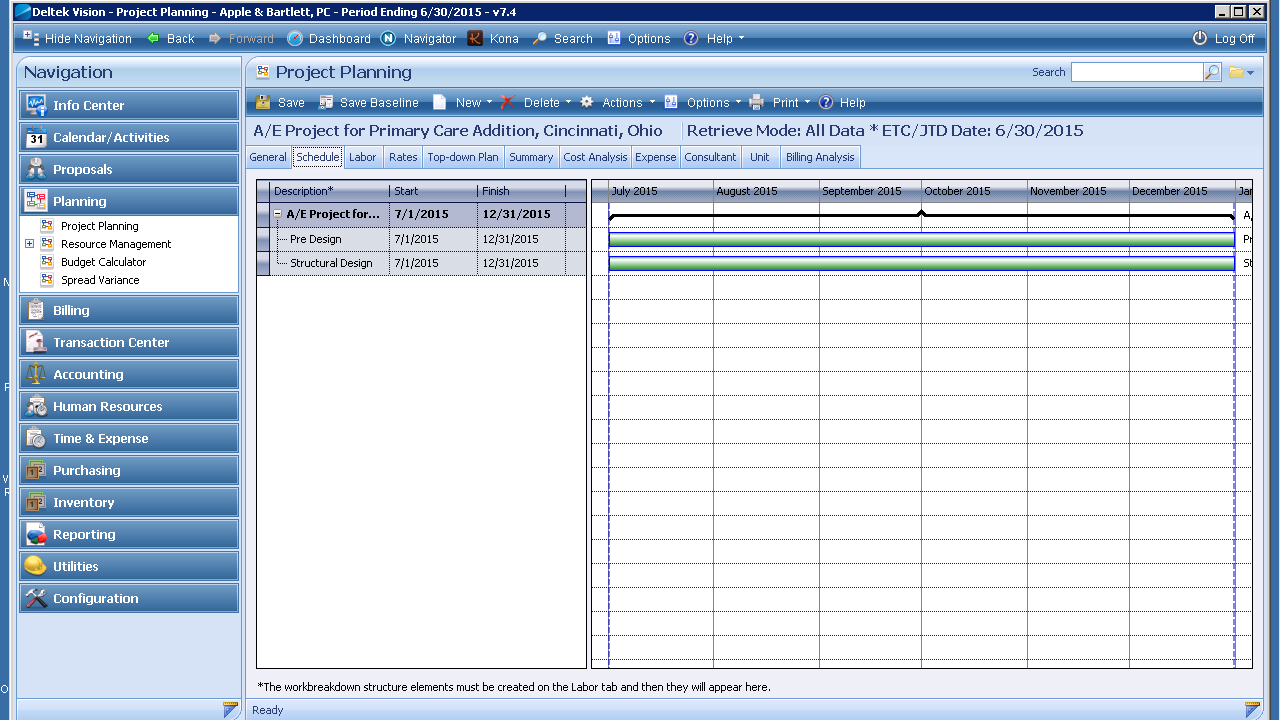 Deltek Vision - Project Planning - Apple & Bartlett, PC - Period Ending 6/30/2015 - v7.4
Hide Navigation Back Forward Dashboard Navigator Kona Search Options Help Log Off
Navigation
Info Center
31 Calendar/Activities
Proposals
Planning
Project Planning
Resource Management
Budget Calculator
Spread Variance
Billing
Transaction Center
Accounting
Human Resources
Time & Expense
Purchasing
Inventory
Reporting
Utilities
Configuration
Project Planning Search
Save Save Baseline New Delete Actions Options Print Help
A/E Project for Primary Care Addition, Cincinnati, Ohio Retrieve Mode: All Data * ETC/JTD Date: 6/30/2015
General Schedule Labor Rates Top-down Plan Summary Cost Analysis Expense Consultant Unit Billing Analysis
Description* Start Finish July 2015 August 2015 September 2015 October 2015 November 2015 December 2015 Jan
A/E Project for... 7/1/2015 12/31/2015
Pre Design 7/1/2015 12/31/2015
Structural Design 7/1/2015 12/31/2015
*The workbreakdown structure elements must be created on the Labor tab and then they will appear here.
Ready